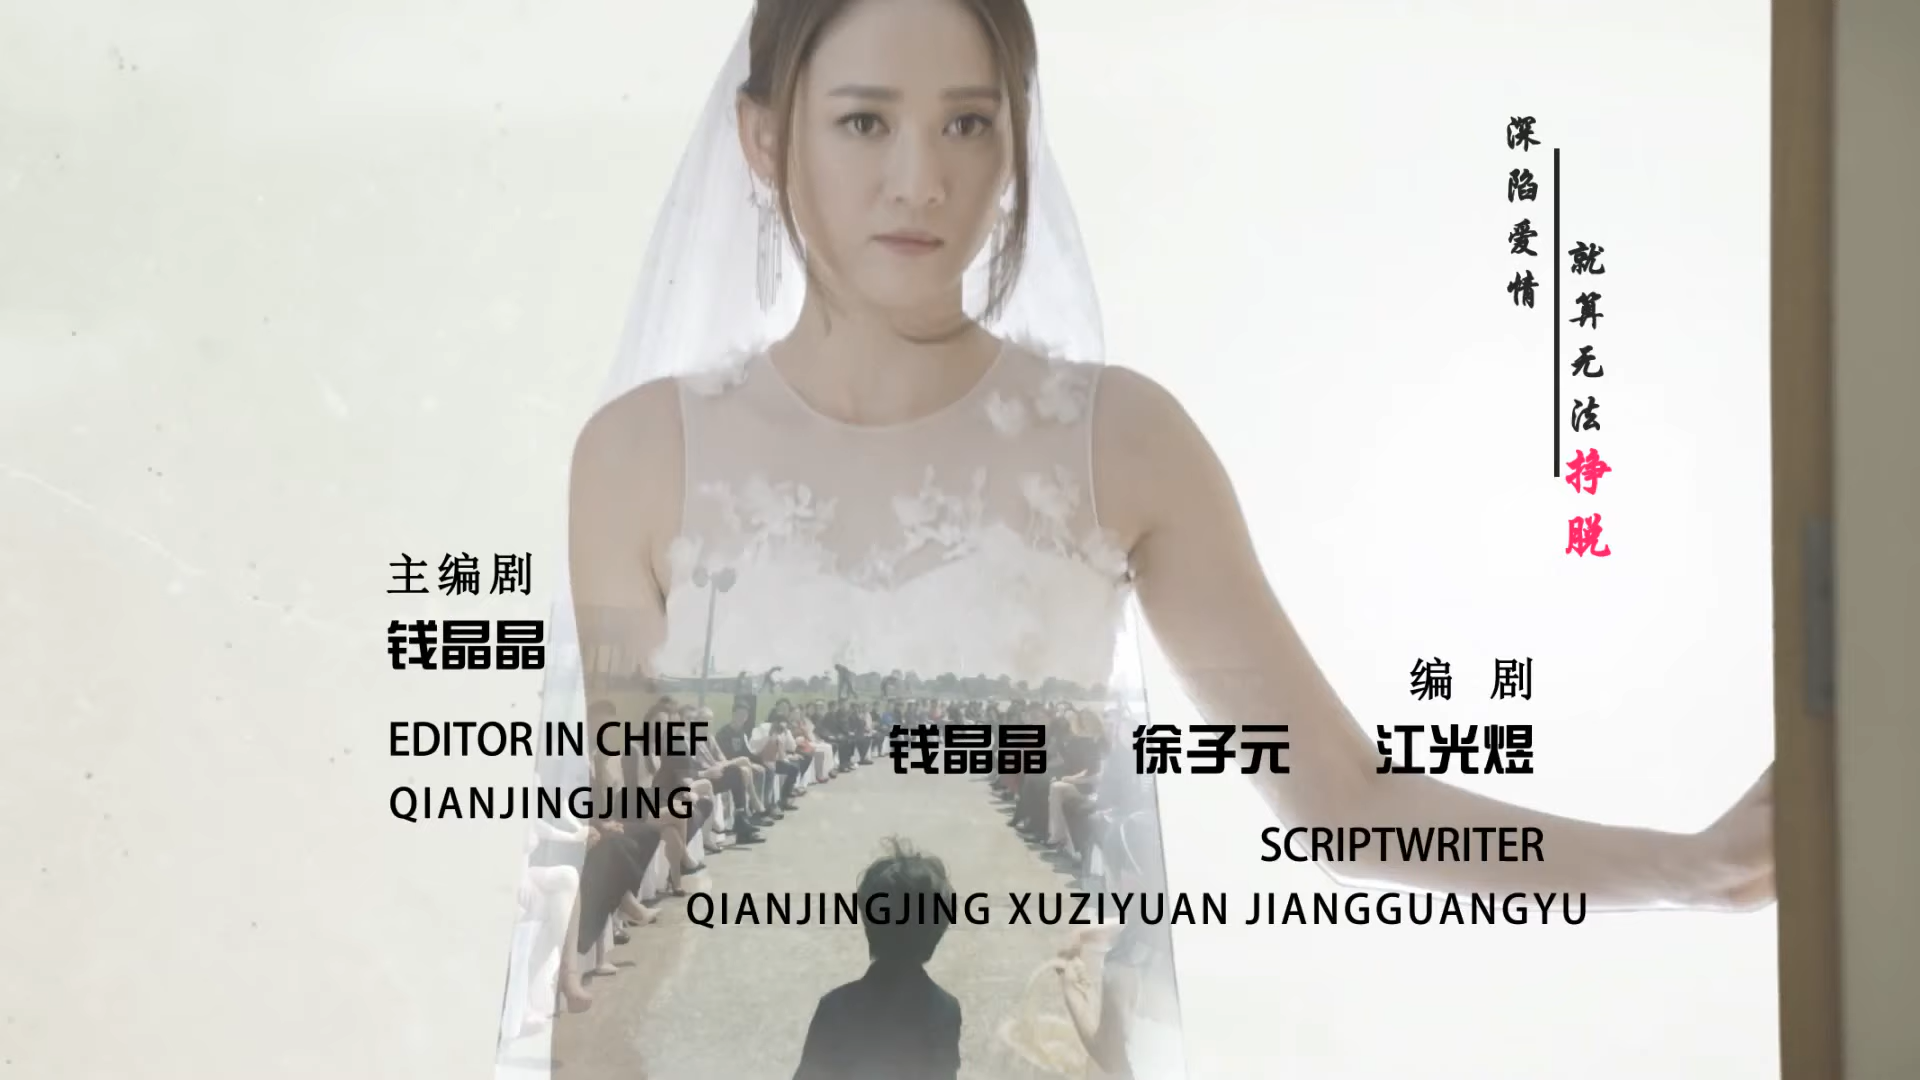 深陷爱情
就算无法挣脱
主编剧
钱晶晶
EDITOR IN CHIEF
QIANJINGJING
编 剧
钱晶晶 徐子元 江光煜
SCRIPTWRITER
QIANJINGJING XUZIYUAN JIANGGUANGYU